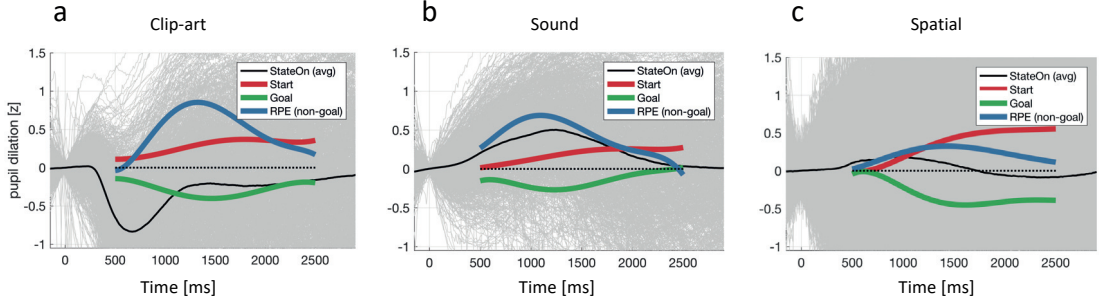 a
Clip-art
pupil dilation [z]
1.5
1
0.5
0
-0.5
-1
StateOn (avg)
Start
Goal
RPE (non-goal)
0 500 1000 1500 2000 2500
Time [ms]
b
Sound
1.5
1
0.5
0
-0.5
-1
StateOn (avg)
Start
Goal
RPE (non-goal)
0 500 1000 1500 2000 2500
Time [ms]
c
Spatial
1.5
1
0.5
0
-0.5
-1
StateOn (avg)
Start
Goal
RPE (non-goal)
0 500 1000 1500 2000 2500
Time [ms]